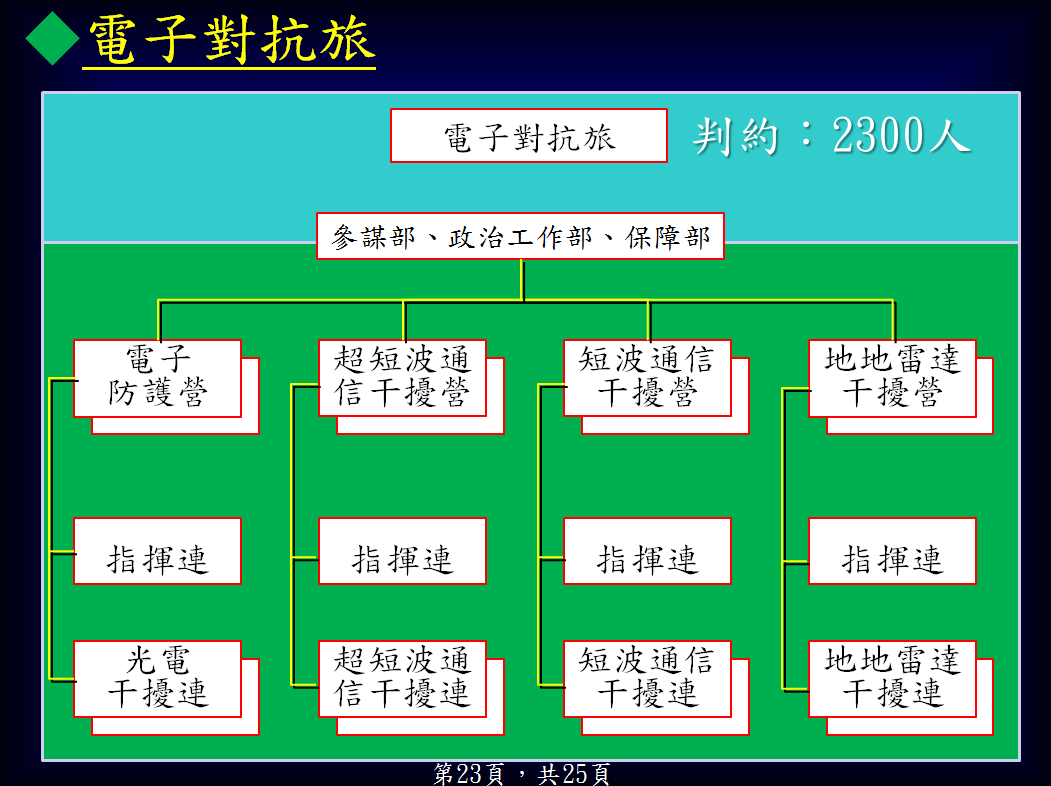 電子對抗旅
電子對抗旅
判約：2300人
參謀部、政治工作部、保障部
電子
防護營
超短波通
信干擾營
短波通信
干擾營
地地雷達
干擾營
指揮連
指揮連
指揮連
指揮連
光電
干擾連
超短波通
信干擾連
短波通信
干擾連
地地雷達
干擾連
第23頁，共25頁